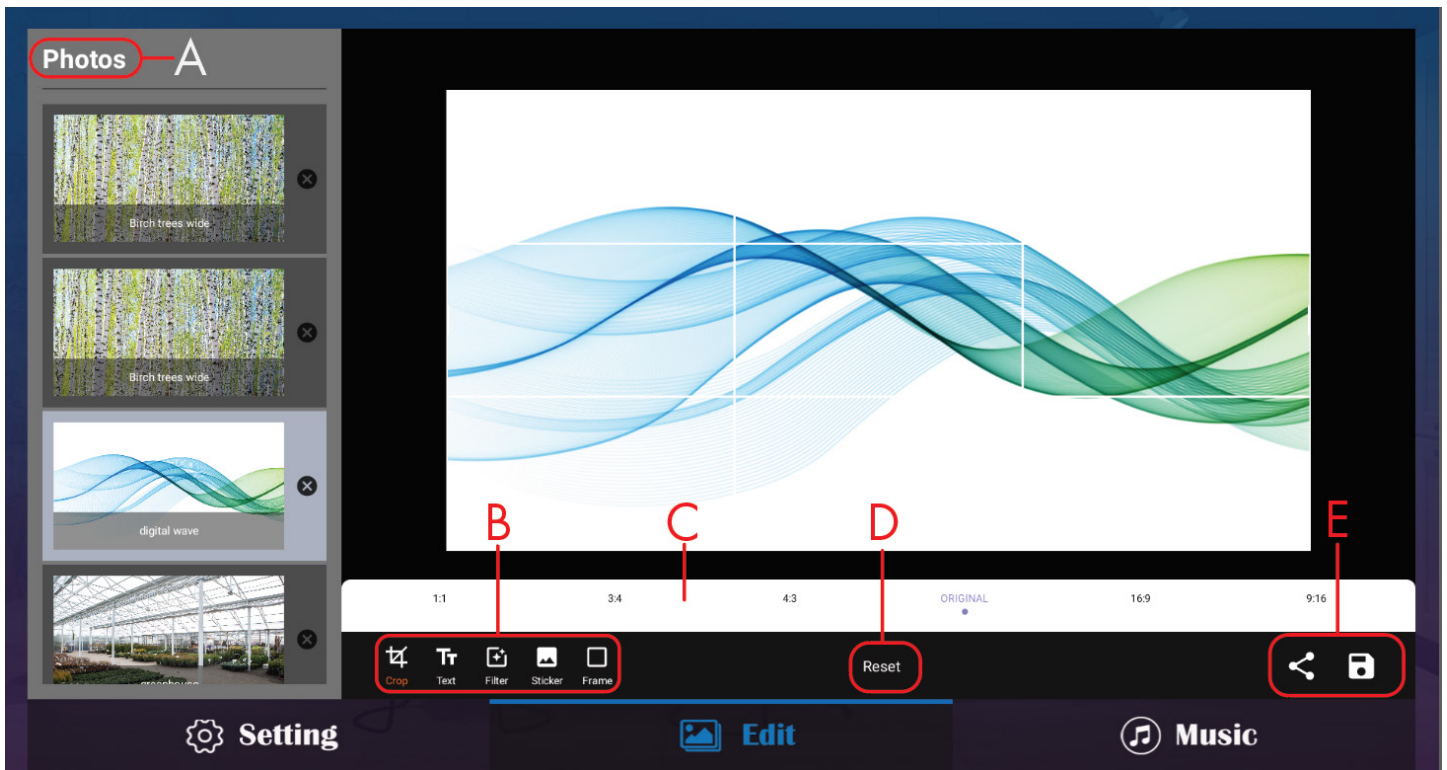 Photos
A
Birch trees wide
Birch trees wide
digital wave
greenhouse
B
C
D
E
1:1 3:4 4:3 ORIGINAL 16:9 9:16
Crop Text Filter Sticker Frame
Reset
Setting Edit Music